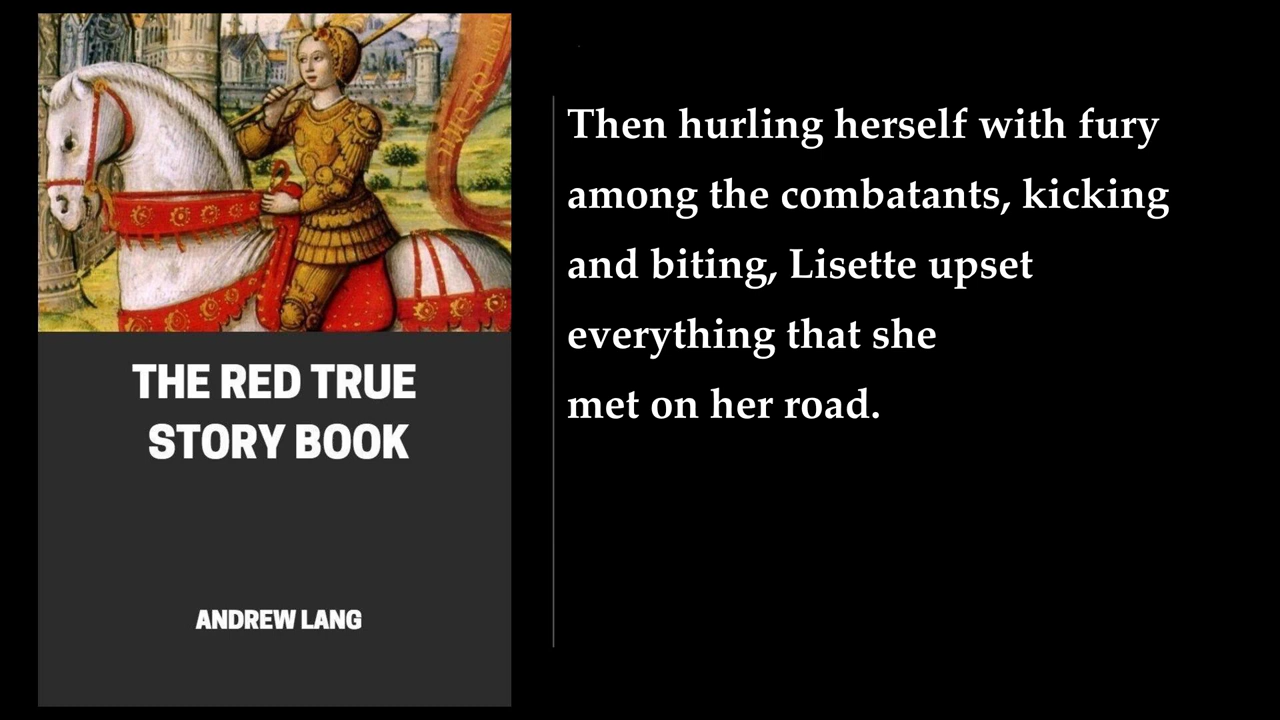 THE RED TRUE
STORY BOOK
ANDREW LANG
Then hurling herself with fury
among the combatants, kicking
and biting, Lisette upset
everything that she
met on her road.